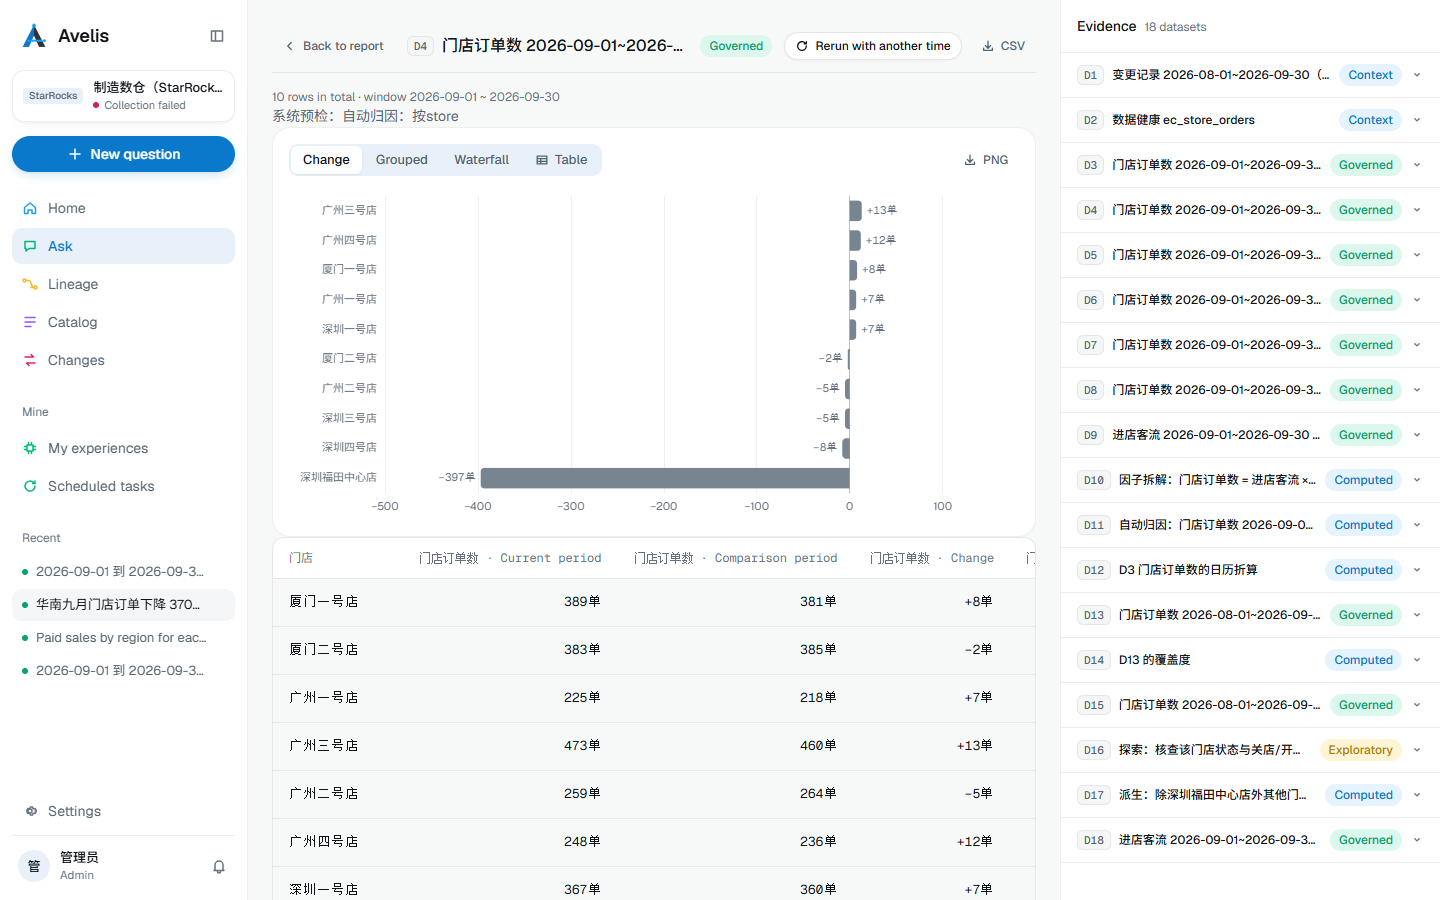 Avelis
StarRocks
制造数仓（StarRock...
Collection failed
New question
Home
Ask
Lineage
Catalog
Changes
Mine
My experiences
Scheduled tasks
Recent
2026-09-01 到 2026-09-3...
华南九月门店订单下降 370...
Paid sales by region for eac...
2026-09-01 到 2026-09-3...
Settings
管
管理员
Admin
Back to report
D4
门店订单数 2026-09-01~2026-...
Governed
Rerun with another time
CSV
10 rows in total · window 2026-09-01 ~ 2026-09-30
系统预检：自动归因：按store
Change
Grouped
Waterfall
Table
PNG
广州三号店
+13单
广州四号店
+12单
厦门一号店
+8单
广州一号店
+7单
深圳一号店
+7单
厦门二号店
−2单
广州二号店
−5单
深圳三号店
−5单
深圳四号店
−8单
深圳福田中心店
−397单
−500
−400
−300
−200
−100
0
100
门店
门店订单数 · Current period
门店订单数 · Comparison period
门店订单数 · Change
厦门一号店 389单 381单 +8单
厦门二号店 383单 385单 −2单
广州一号店 225单 218单 +7单
广州三号店 473单 460单 +13单
广州二号店 259单 264单 −5单
广州四号店 248单 236单 +12单
深圳一号店 367单 360单 +7单
Evidence 18 datasets
D1 变更记录 2026-08-01~2026-09-30（... Context
D2 数据健康 ec_store_orders Context
D3 门店订单数 2026-09-01~2026-09-3... Governed
D4 门店订单数 2026-09-01~2026-09-3... Governed
D5 门店订单数 2026-09-01~2026-09-3... Governed
D6 门店订单数 2026-09-01~2026-09-3... Governed
D7 门店订单数 2026-09-01~2026-09-3... Governed
D8 门店订单数 2026-09-01~2026-09-3... Governed
D9 进店客流 2026-09-01~2026-09-30 ... Governed
D10 因子拆解：门店订单数 = 进店客流 ×... Computed
D11 自动归因：门店订单数 2026-09-0... Computed
D12 D3 门店订单数的日历折算 Computed
D13 门店订单数 2026-08-01~2026-09-... Governed
D14 D13 的覆盖度 Computed
D15 门店订单数 2026-08-01~2026-09-... Governed
D16 探索：核查该门店状态与关店/开... Exploratory
D17 派生：除深圳福田中心店外其他门... Computed
D18 进店客流 2026-09-01~2026-09-3... Governed